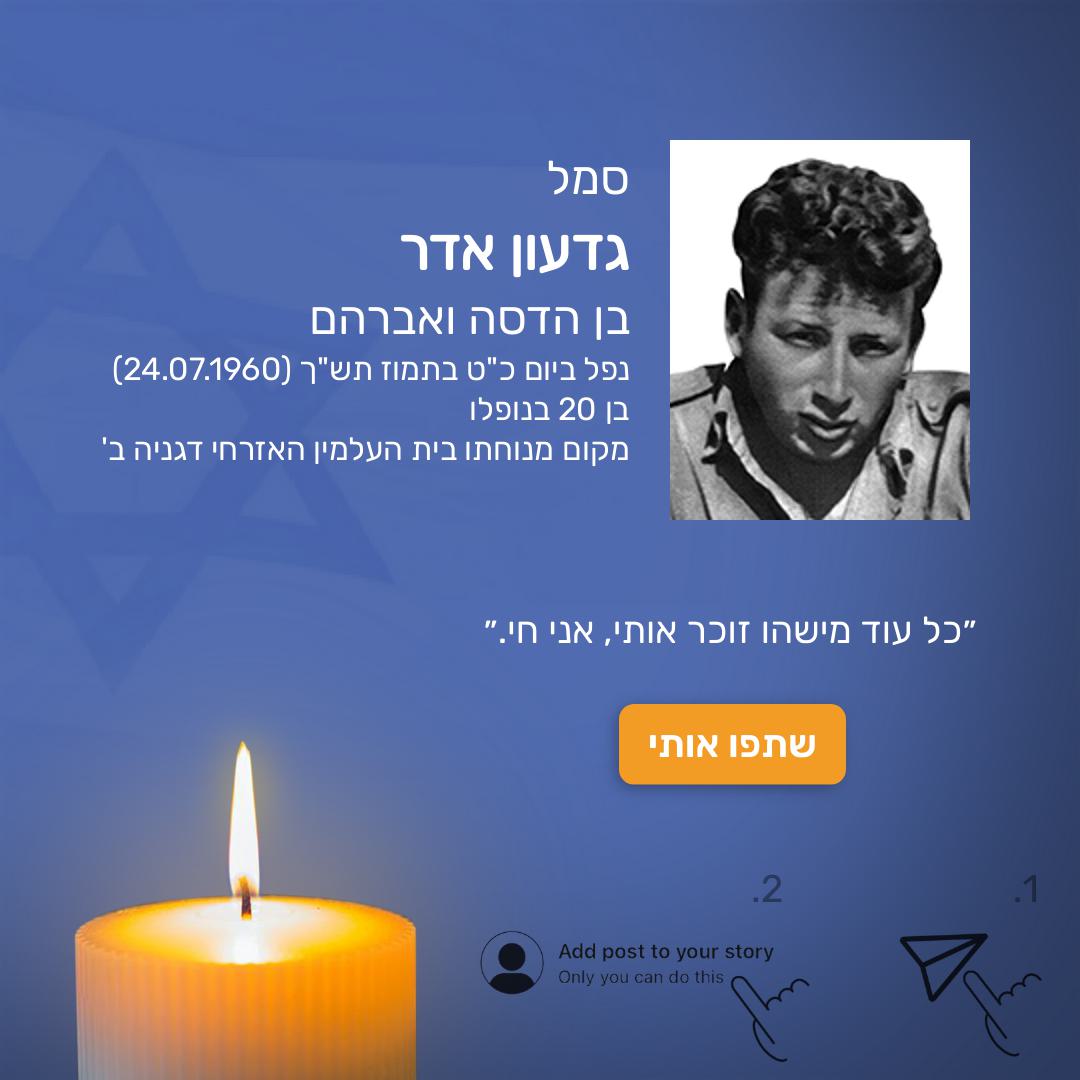 סמל
גדעון אדר
בן הדסה ואברהם
נפל ביום כ"ט בתמוז תש"ך (24.07.1960)
בן 20 בנופלו
מקום מנוחתו בית העלמין האזרחי דגניה ב'
״כל עוד מישהו זוכר אותי, אני חי.״
שתפו אותי
1.
2.
Add post to your story
Only you can do this